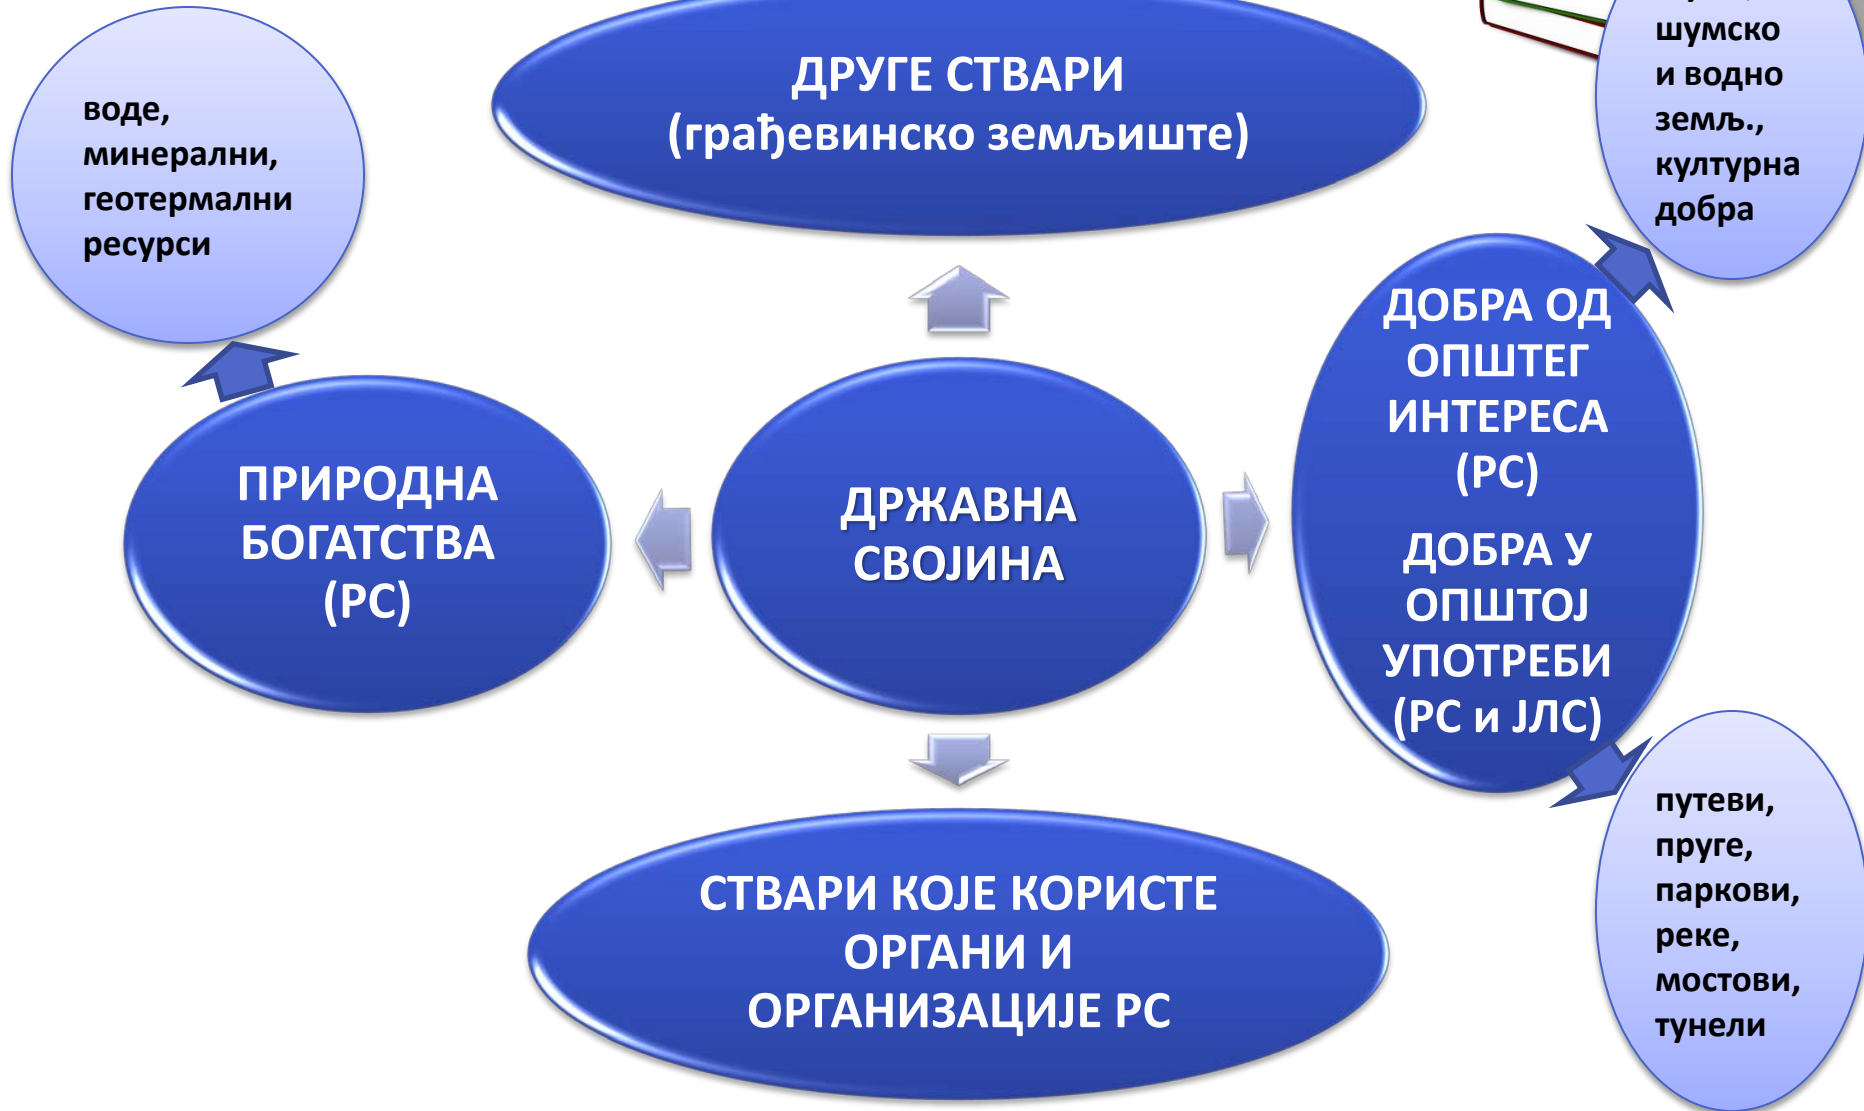 ДРУГЕ СТВАРИ
(грађевинско земљиште)
воде,
минерални,
геотермални
ресурси
шумско
и водно
земљ.,
културна
добра
ПРИРОДНА
БОГАТСТВА
(РС)
ДРЖАВНА
СВОЈИНА
ДОБРА ОД
ОПШТЕГ
ИНТЕРЕСА
(РС)
ДОБРА У
ОПШТОЈ
УПОТРЕБИ
(РС и ЈЛС)
СТВАРИ КОЈЕ КОРИСТЕ
ОРГАНИ И
ОРГАНИЗАЦИЈЕ РС
путеви,
пруге,
паркови,
реке,
мостови,
тунели